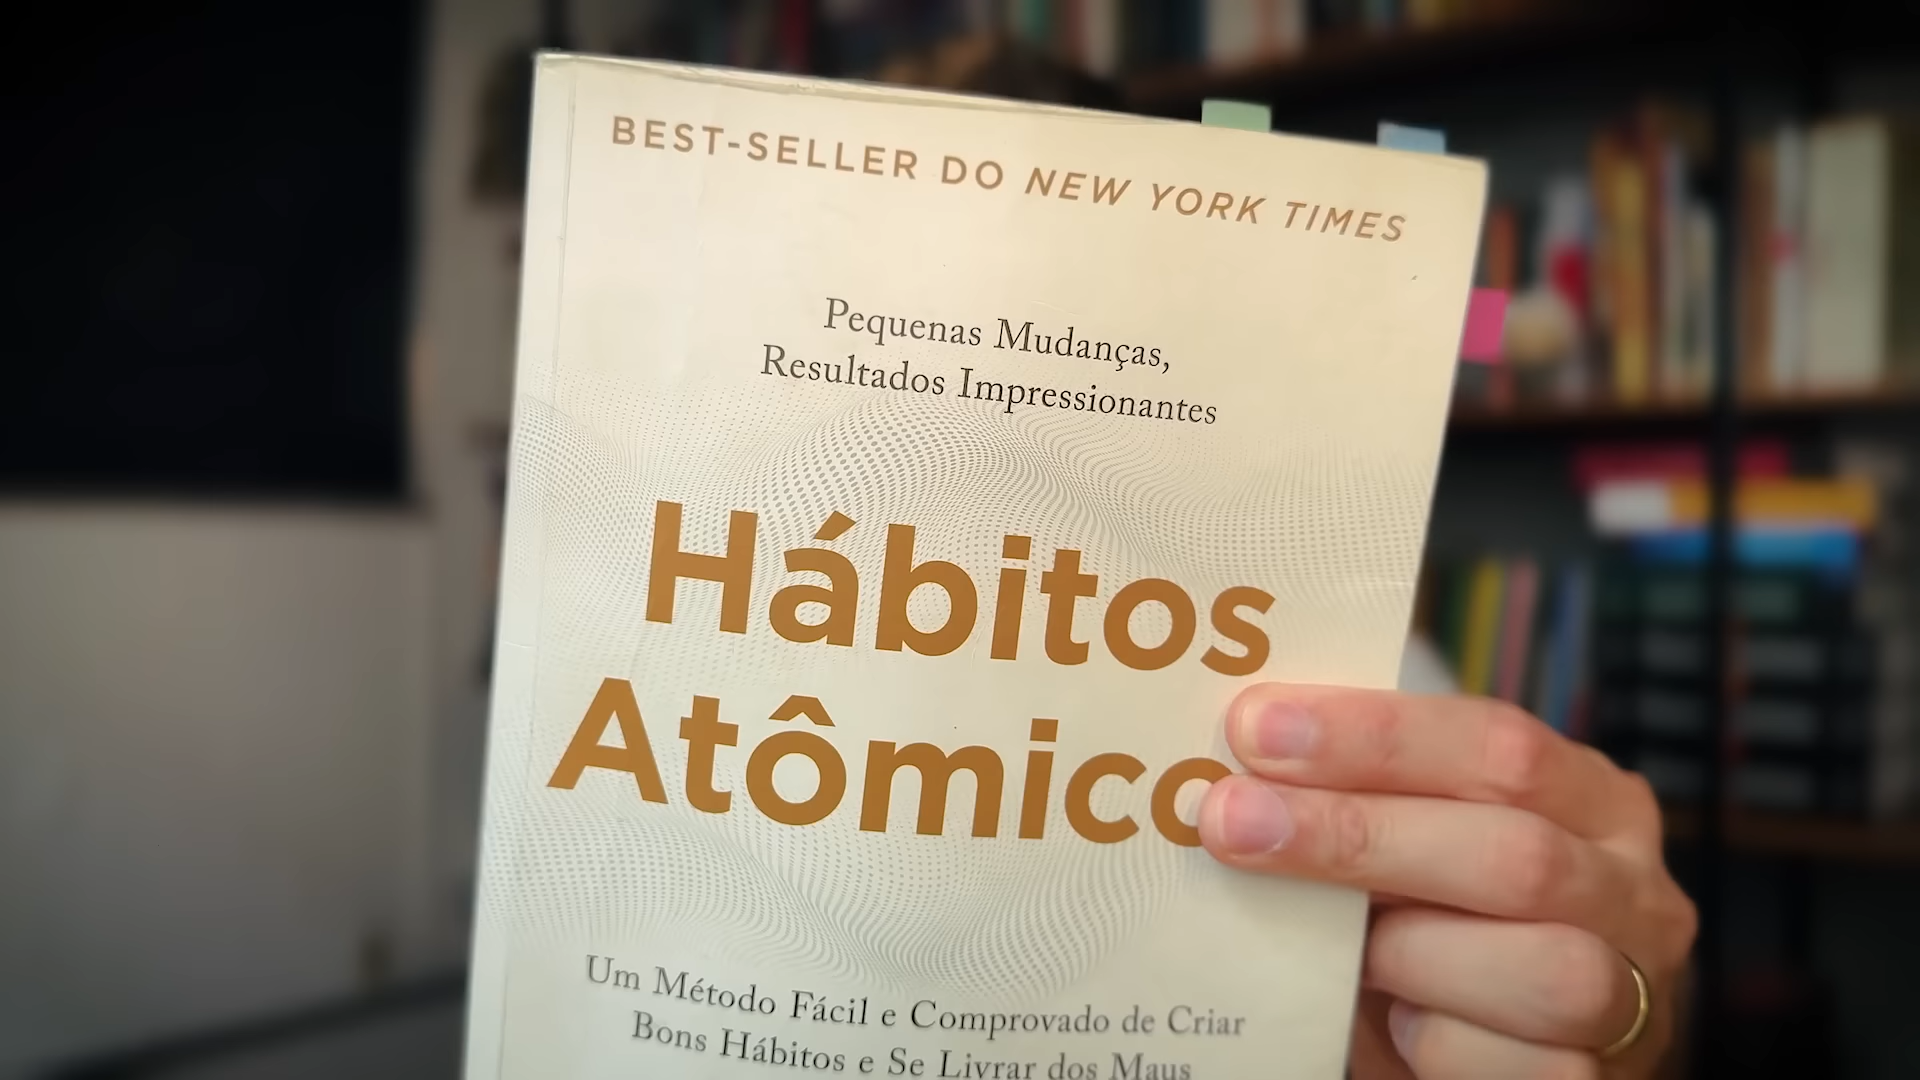 BEST-SELLER DO NEW YORK TIMES
Pequenas Mudanças,
Resultados Impressionantes
Hábitos
Atômico
Um Método Fácil e Comprovado de Criar
Bons Hábitos e Se Livrar dos Maus